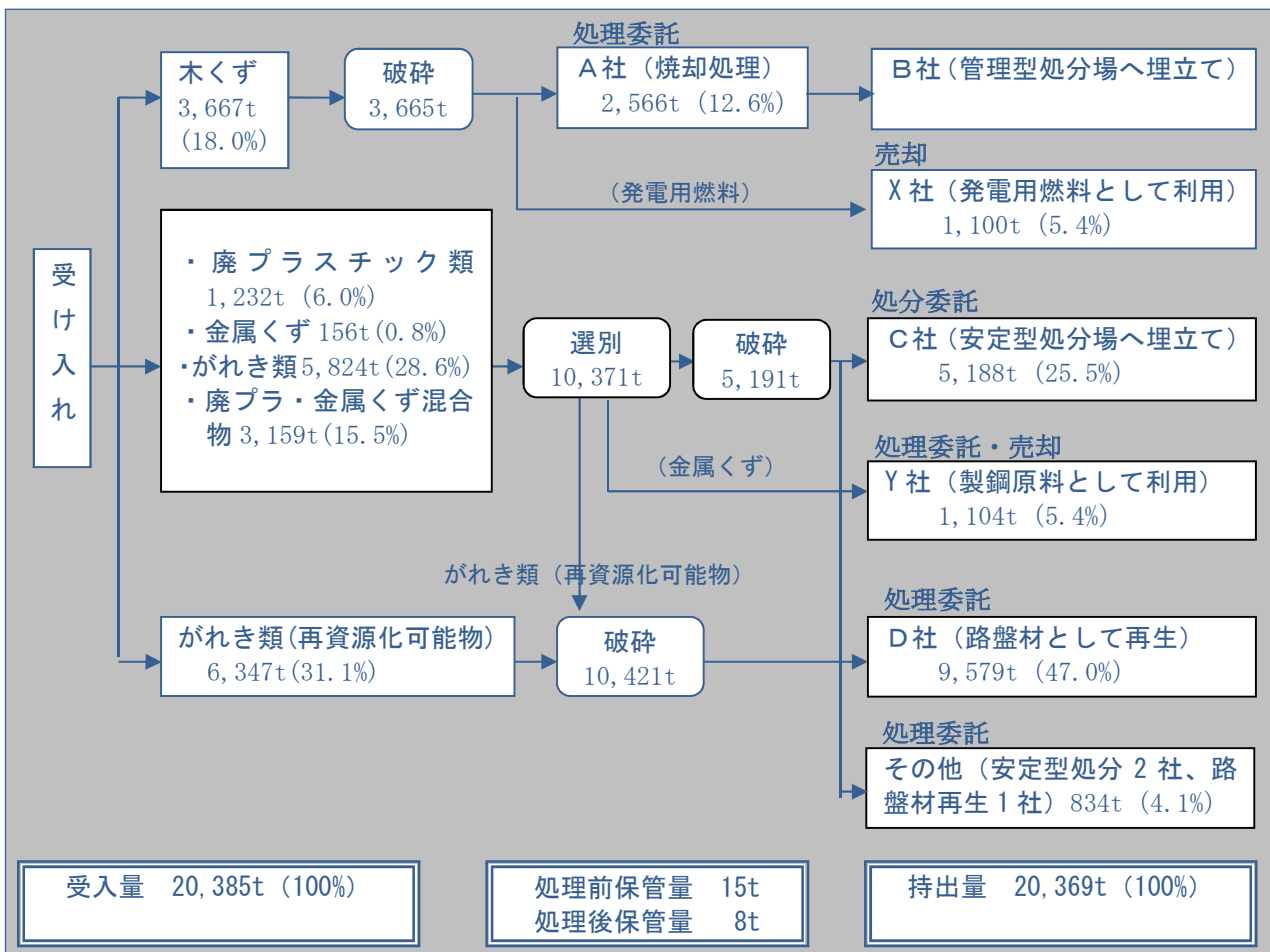 処理委託
木くず
3,667t
(18.0%)
破砕
3,665t
A社（焼却処理）
2,566t (12.6%)
B社（管理型処分場へ埋立て）
売却
（発電用燃料）
X社（発電用燃料として利用）
1,100t (5.4%)
受け入れ
・廃プラスチック類
1,232t (6.0%)
・金属くず 156t(0.8%)
・がれき類 5,824t(28.6%)
・廃プラ・金属くず混合
物 3,159t(15.5%)
選別
10,371t
破砕
5,191t
処分委託
C社（安定型処分場へ埋立て）
5,188t (25.5%)
処理委託・売却
（金属くず）
Y社（製鋼原料として利用）
1,104t (5.4%)
がれき類（再資源化可能物）
がれき類(再資源化可能物)
6,347t(31.1%)
破砕
10,421t
処理委託
D社（路盤材として再生）
9,579t (47.0%)
処理委託
その他（安定型処分 2 社、路
盤材再生 1 社）834t (4.1%)
受入量 20,385t (100%)
処理前保管量 15t
処理後保管量 8t
持出量 20,369t (100%)